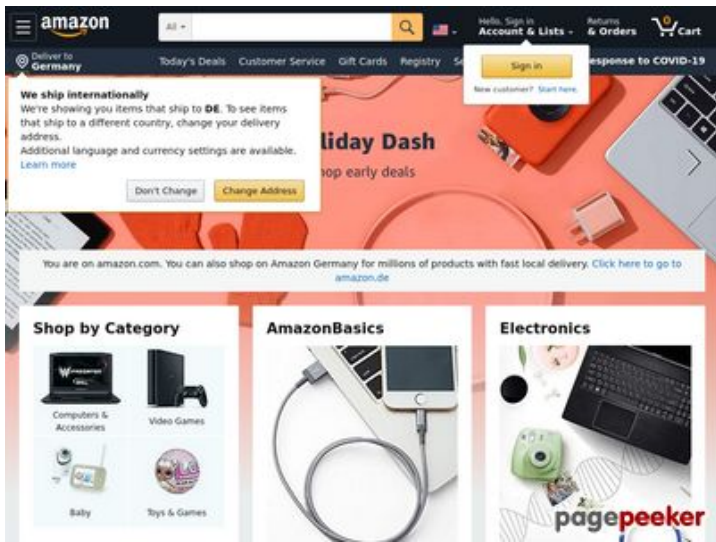 amazon
All
Hello, Sign in
Account & Lists
Returns
& Orders
0
Cart
Deliver to
Germany
Today's Deals
Customer Service
Gift Cards
Registry
esponse to COVID-19
Sign in
New customer? Start here.
We ship internationally
We're showing you items that ship to DE. To see items
that ship to a different country, change your delivery
address.
Additional language and currency settings are available.
Learn more
Don't Change
Change Address
liday Dash
op early deals
You are on amazon.com. You can also shop on Amazon Germany for millions of products with fast local delivery. Click here to go to
amazon.de
Shop by Category
AmazonBasics
Electronics
PREDATOR
Computers &
Accessories
Video Games
Baby
Toys & Games
pagepeeker